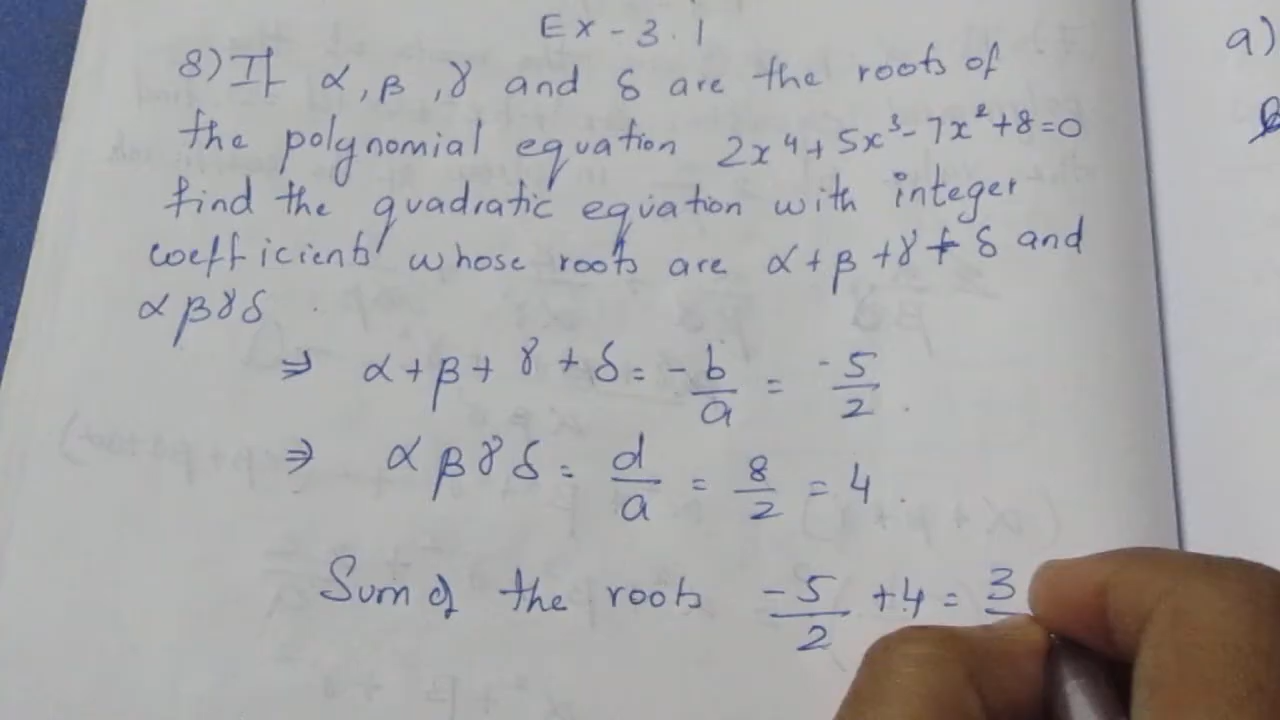 Ex - 3.1
8) If α, β, γ and δ are the roots of
the polynomial equation 2x⁴ + 5x³ - 7x² + 8 = 0
find the quadratic equation with integer
coefficients whose roots are α + β + γ + δ and
αβγδ.
⇒ α + β + γ + δ = -b/a = -5/2.
⇒ αβγδ = d/a = 8/2 = 4.
Sum of the roots -5/2 + 4 = 3
a)